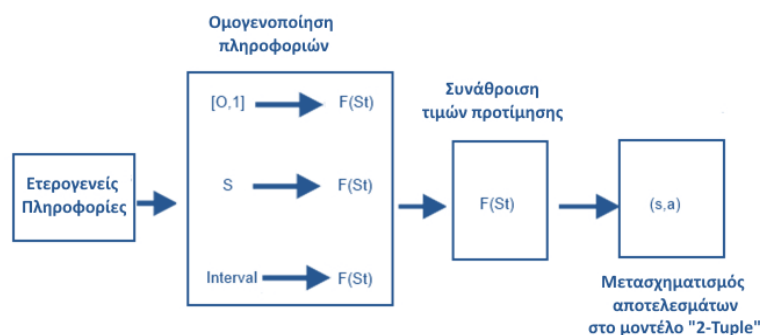 Ομογενοποίηση
πληροφοριών
[O,1] F(St)
S F(St)
Interval F(St)
Ετερογενείς
Πληροφορίες
Συνάθροιση
τιμών προτίμησης
F(St)
(s,a)
Μετασχηματισμός
αποτελεσμάτων
στο μοντέλο "2-Tuple"